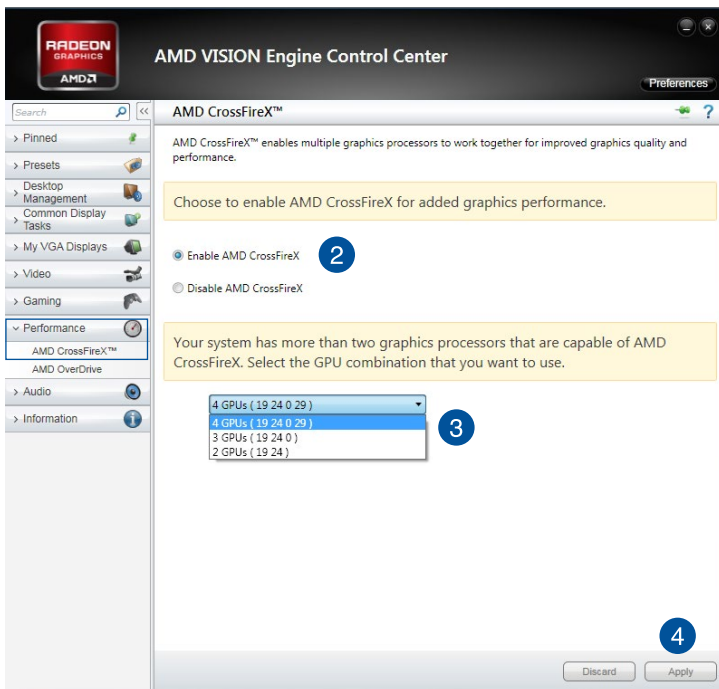 RADEON
GRAPHICS
AMD
AMD VISION Engine Control Center
Preferences
Search
<<
AMD CrossFireX™
?
> Pinned
> Presets
> Desktop
Management
> Common Display
Tasks
> My VGA Displays
> Video
> Gaming
Performance
AMD CrossFireX™
AMD OverDrive
> Audio
> Information
AMD CrossFireX™ enables multiple graphics processors to work together for improved graphics quality and
performance.
Choose to enable AMD CrossFireX for added graphics performance.
Enable AMD CrossFireX
2
Disable AMD CrossFireX
Your system has more than two graphics processors that are capable of AMD
CrossFireX. Select the GPU combination that you want to use.
4 GPUs ( 19 24 0 29 )
4 GPUs ( 19 24 0 29 )
3 GPUs ( 19 24 0 )
2 GPUs ( 19 24 )
3
4
Discard
Apply